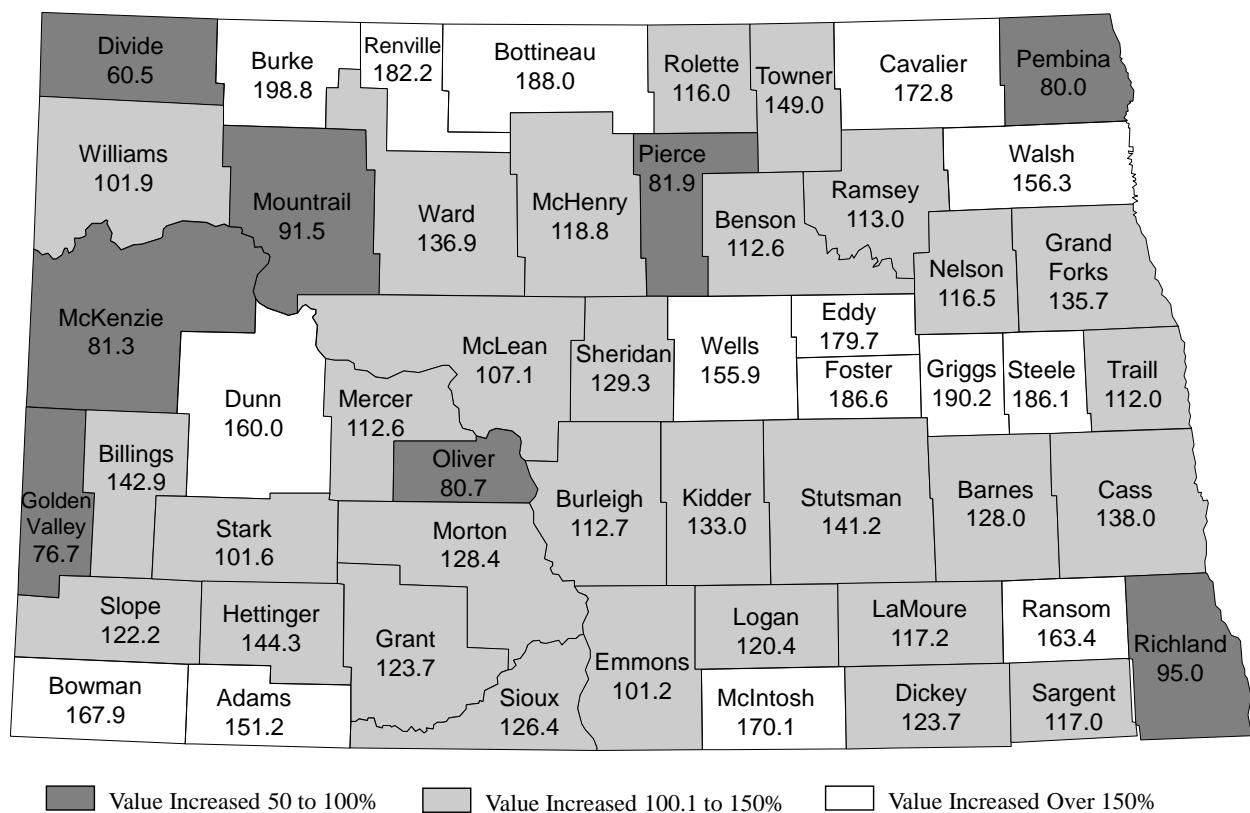 Divide
60.5
Burke
198.8
Renville
182.2
Bottineau
188.0
Rolette
116.0
Towner
149.0
Cavalier
172.8
Pembina
80.0
Williams
101.9
Mountrail
91.5
Ward
136.9
McHenry
118.8
Pierce
81.9
Benson
112.6
Ramsey
113.0
Walsh
156.3
Nelson
116.5
Grand
Forks
135.7
McKenzie
81.3
Dunn
160.0
McLean
107.1
Mercer
112.6
Oliver
80.7
Sheridan
129.3
Wells
155.9
Eddy
179.7
Foster
186.6
Griggs
190.2
Steele
186.1
Traill
112.0
Golden
Valley
76.7
Billings
142.9
Stark
101.6
Morton
128.4
Burleigh
112.7
Kidder
133.0
Stutsman
141.2
Barnes
128.0
Cass
138.0
Slope
122.2
Hettinger
144.3
Grant
123.7
Sioux
126.4
Emmons
101.2
Logan
120.4
LaMoure
117.2
Ransom
163.4
Richland
95.0
Bowman
167.9
Adams
151.2
McIntosh
170.1
Dickey
123.7
Sargent
117.0
Value Increased 50 to 100%
Value Increased 100.1 to 150%
Value Increased Over 150%